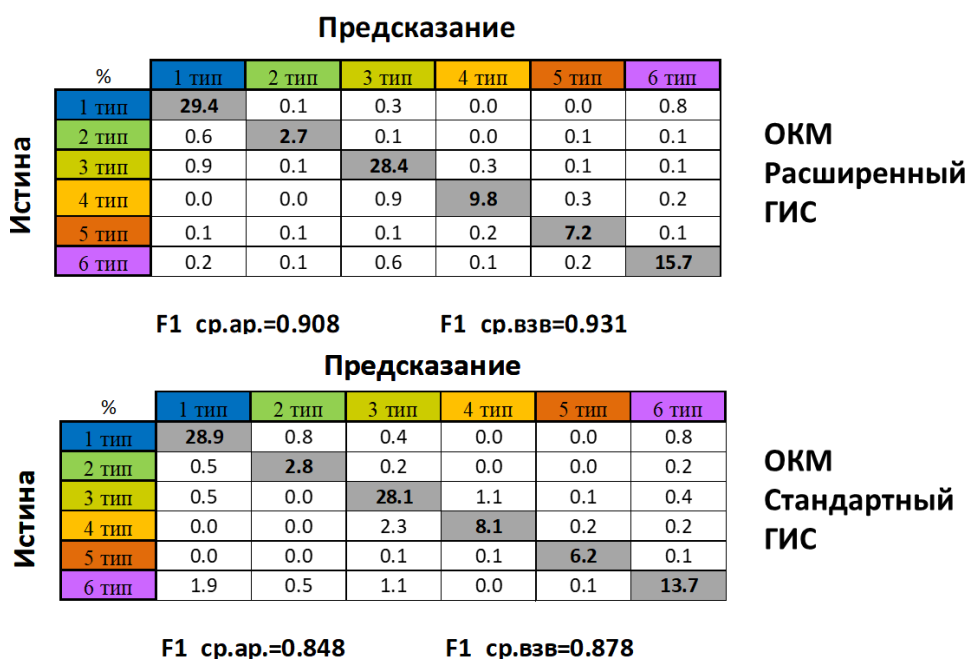 Предсказание
% 1 тип 2 тип 3 тип 4 тип 5 тип 6 тип
1 тип 29.4 0.1 0.3 0.0 0.0 0.8
2 тип 0.6 2.7 0.1 0.0 0.1 0.1
3 тип 0.9 0.1 28.4 0.3 0.1 0.1
4 тип 0.0 0.0 0.9 9.8 0.3 0.2
5 тип 0.1 0.1 0.1 0.2 7.2 0.1
6 тип 0.2 0.1 0.6 0.1 0.2 15.7
Истина
ОКМ
Расширенный
ГИС
F1 ср.ар.=0.908 F1 ср.взв=0.931
Предсказание
% 1 тип 2 тип 3 тип 4 тип 5 тип 6 тип
1 тип 28.9 0.8 0.4 0.0 0.0 0.8
2 тип 0.5 2.8 0.2 0.0 0.0 0.2
3 тип 0.5 0.0 28.1 1.1 0.1 0.4
4 тип 0.0 0.0 2.3 8.1 0.2 0.2
5 тип 0.0 0.0 0.1 0.1 6.2 0.1
6 тип 1.9 0.5 1.1 0.0 0.1 13.7
Истина
ОКМ
Стандартный
ГИС
F1 ср.ар.=0.848 F1 ср.взв=0.878